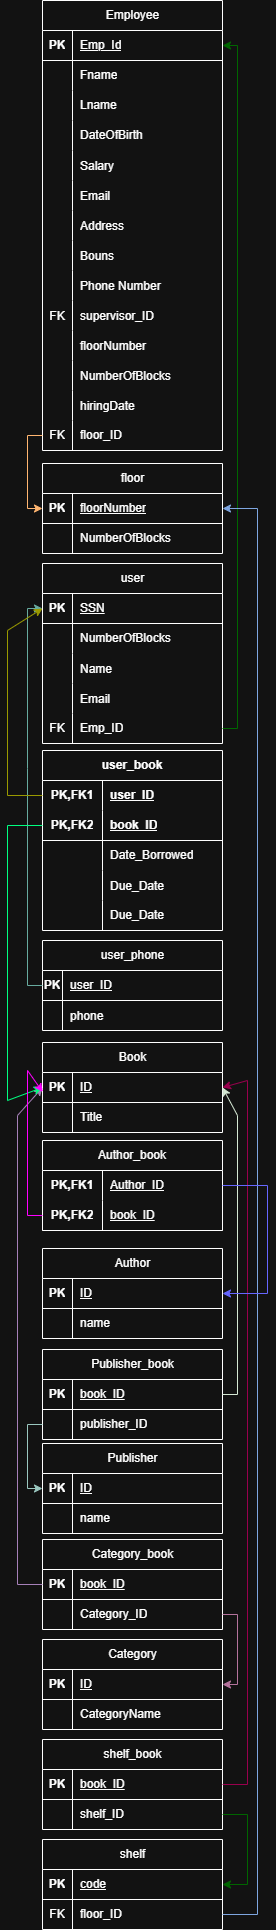 Employee
PK Emp_Id
Fname
Lname
DateOfBirth
Salary
Email
Address
Bouns
Phone Number
FK supervisor_ID
floorNumber
NumberOfBlocks
hiringDate
FK floor_ID
floor
PK floorNumber
NumberOfBlocks
user
PK SSN
NumberOfBlocks
Name
Email
FK Emp_ID
user_book
PK,FK1 user_ID
PK,FK2 book_ID
Date_Borrowed
Due_Date
Due_Date
user_phone
PK user_ID
phone
Book
PK ID
Title
Author_book
PK,FK1 Author_ID
PK,FK2 book_ID
Author
PK ID
name
Publisher_book
PK book_ID
publisher_ID
Publisher
PK ID
name
Category_book
PK book_ID
Category_ID
Category
PK ID
CategoryName
shelf_book
PK book_ID
shelf_ID
shelf
PK code
FK floor_ID